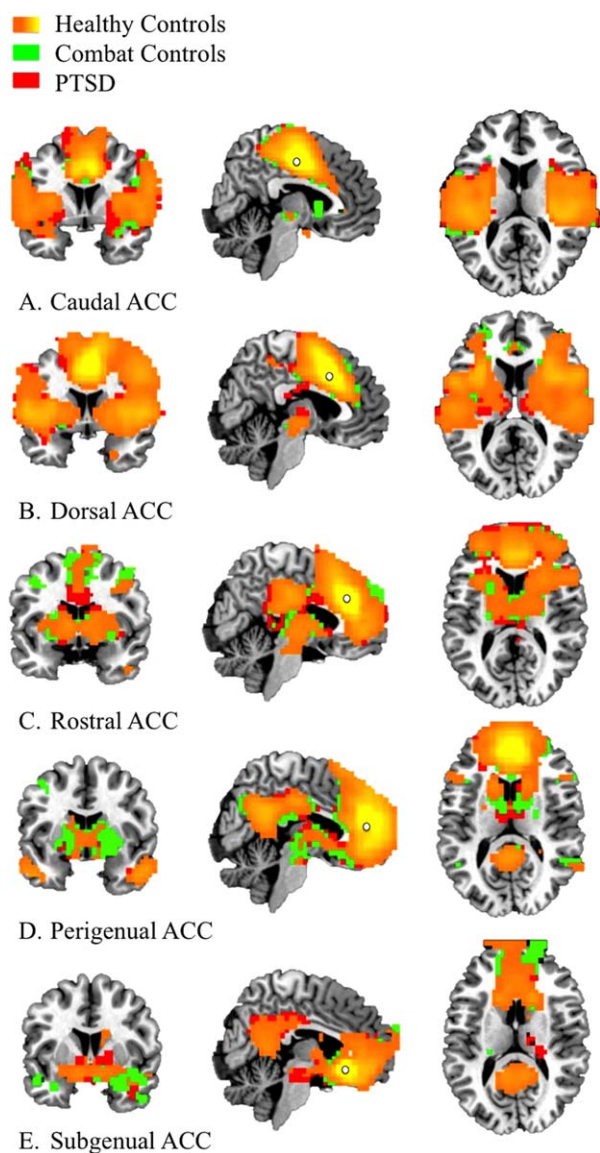 Healthy Controls
Combat Controls
PTSD
A. Caudal ACC
B. Dorsal ACC
C. Rostral ACC
D. Perigenual ACC
E. Subgenual ACC